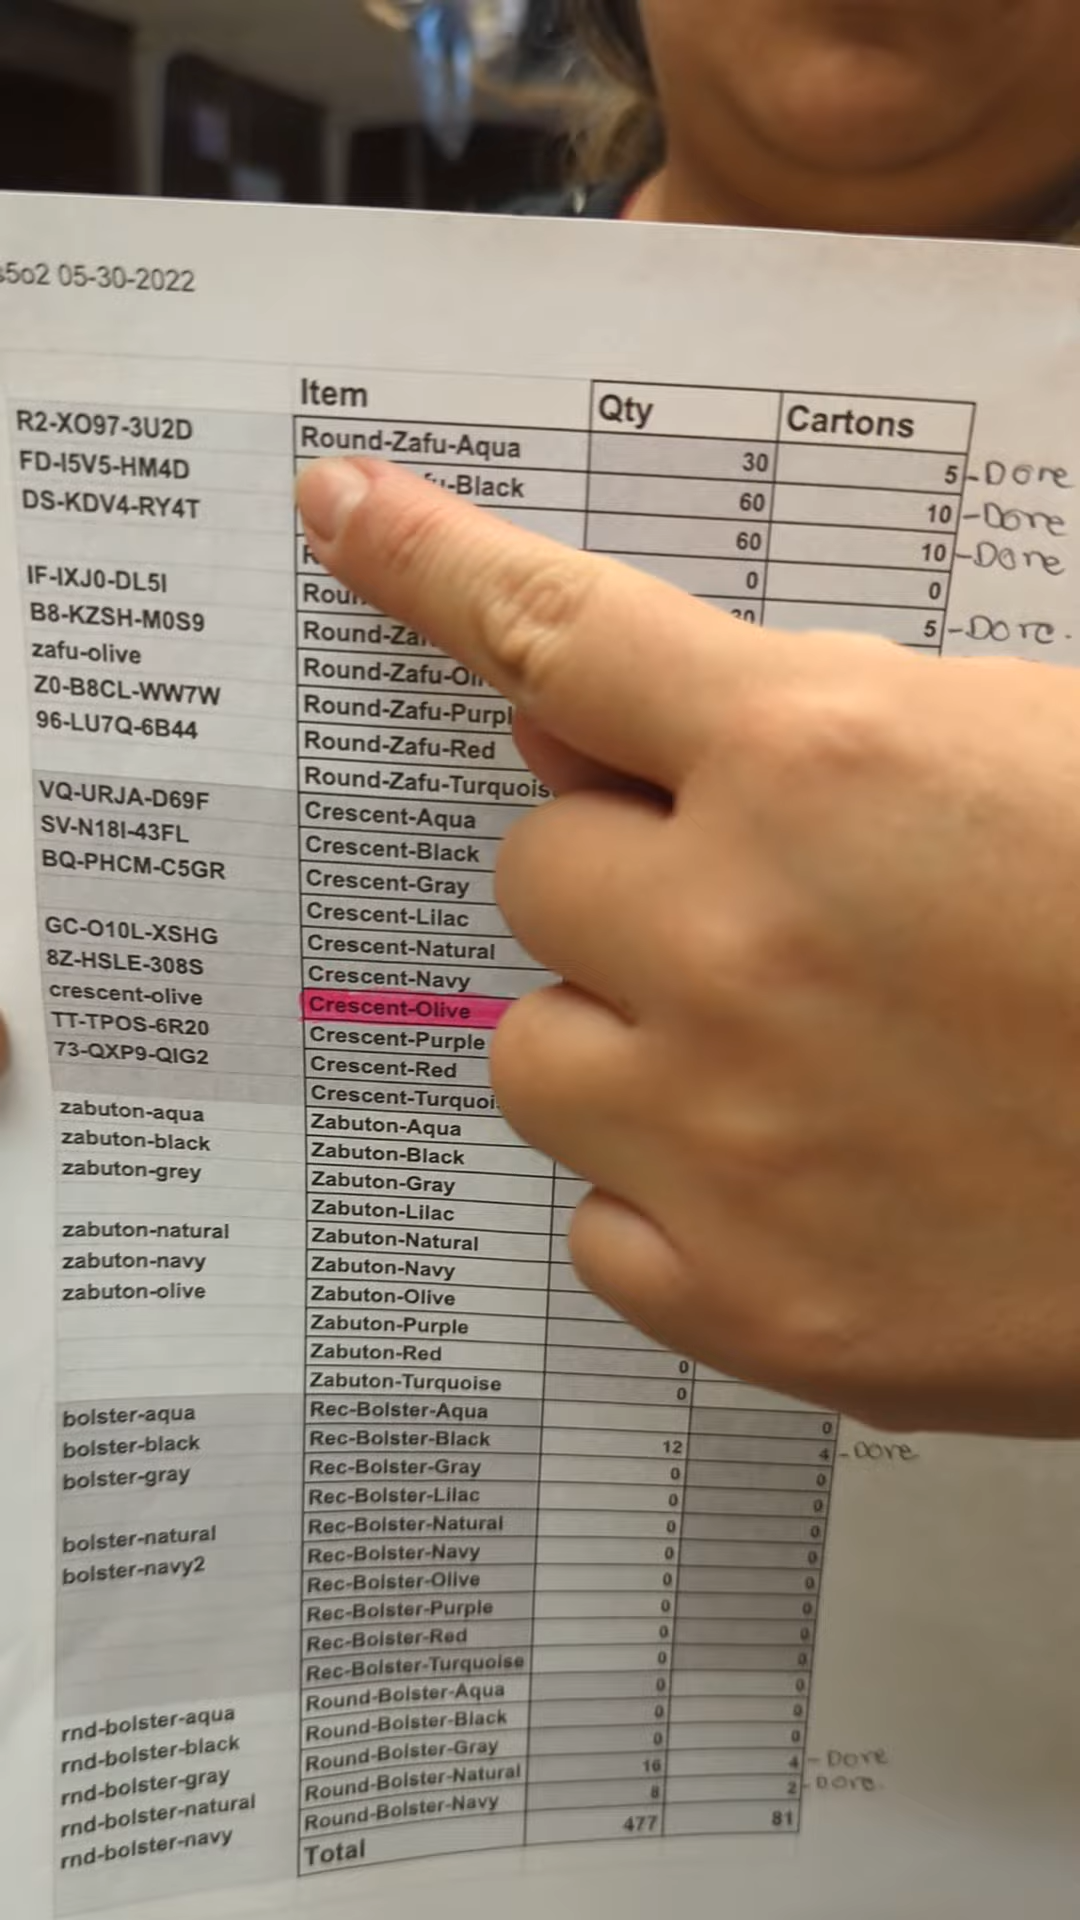 s5o2 05-30-2022
Item Qty Cartons
R2-XO97-3U2D Round-Zafu-Aqua 30 5 -Done
FD-I5V5-HM4D -Black 60 10 -Done
DS-KDV4-RY4T 60 10 -Done
0 0
IF-IXJ0-DL5I 30 5 -Done.
B8-KZSH-M0S9
zafu-olive
Z0-B8CL-WW7W Round-Zafu-Purpl
96-LU7Q-6B44 Round-Zafu-Red
Round-Zafu-Turquois
VQ-URJA-D69F Crescent-Aqua
SV-N18I-43FL Crescent-Black
BQ-PHCM-C5GR Crescent-Gray
Crescent-Lilac
GC-O10L-XSHG Crescent-Natural
8Z-HSLE-308S Crescent-Navy
crescent-olive Crescent-Olive
TT-TPOS-6R20 Crescent-Purple
73-QXP9-QIG2 Crescent-Red
Crescent-Turquoi
zabuton-aqua Zabuton-Aqua
zabuton-black Zabuton-Black
zabuton-grey Zabuton-Gray
Zabuton-Lilac
zabuton-natural Zabuton-Natural
zabuton-navy Zabuton-Navy
zabuton-olive Zabuton-Olive
Zabuton-Purple
Zabuton-Red 0
Zabuton-Turquoise 0
bolster-aqua Rec-Bolster-Aqua 0
bolster-black Rec-Bolster-Black 12 4 -Done
bolster-gray Rec-Bolster-Gray 0 0
Rec-Bolster-Lilac 0 0
bolster-natural Rec-Bolster-Natural 0 0
bolster-navy2 Rec-Bolster-Navy 0 0
Rec-Bolster-Olive 0 0
Rec-Bolster-Purple 0 0
Rec-Bolster-Red 0 0
Rec-Bolster-Turquoise 0 0
rnd-bolster-aqua Round-Bolster-Aqua 0 0
rnd-bolster-black Round-Bolster-Black 0 0
rnd-bolster-gray Round-Bolster-Gray 0 0
rnd-bolster-natural Round-Bolster-Natural 16 4 -Done
rnd-bolster-navy Round-Bolster-Navy 8 2 -Done.
Total 477 81